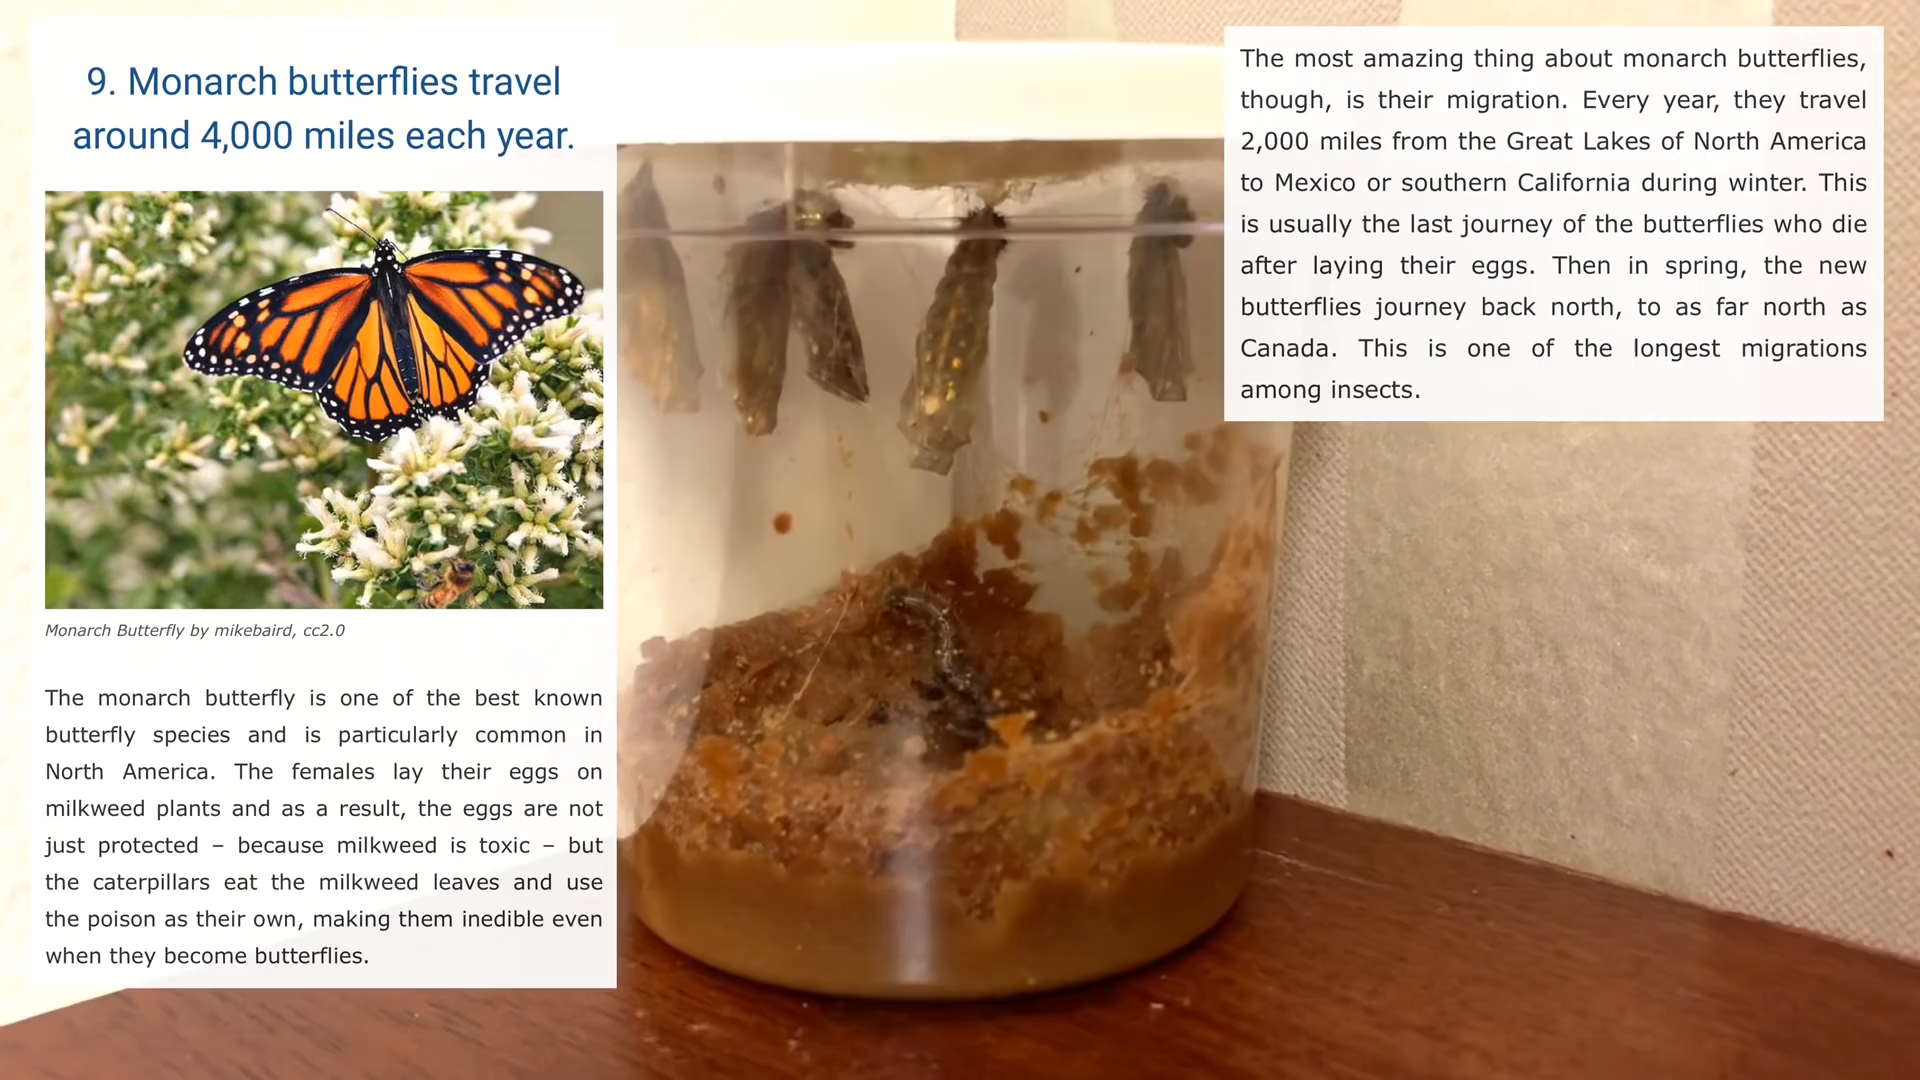 9. Monarch butterflies travel
around 4,000 miles each year.
Monarch Butterfly by mikebaird, cc2.0
The monarch butterfly is one of the best known
butterfly species and is particularly common in
North America. The females lay their eggs on
milkweed plants and as a result, the eggs are not
just protected – because milkweed is toxic – but
the caterpillars eat the milkweed leaves and use
the poison as their own, making them inedible even
when they become butterflies.
The most amazing thing about monarch butterflies,
though, is their migration. Every year, they travel
2,000 miles from the Great Lakes of North America
to Mexico or southern California during winter. This
is usually the last journey of the butterflies who die
after laying their eggs. Then in spring, the new
butterflies journey back north, to as far north as
Canada. This is one of the longest migrations
among insects.